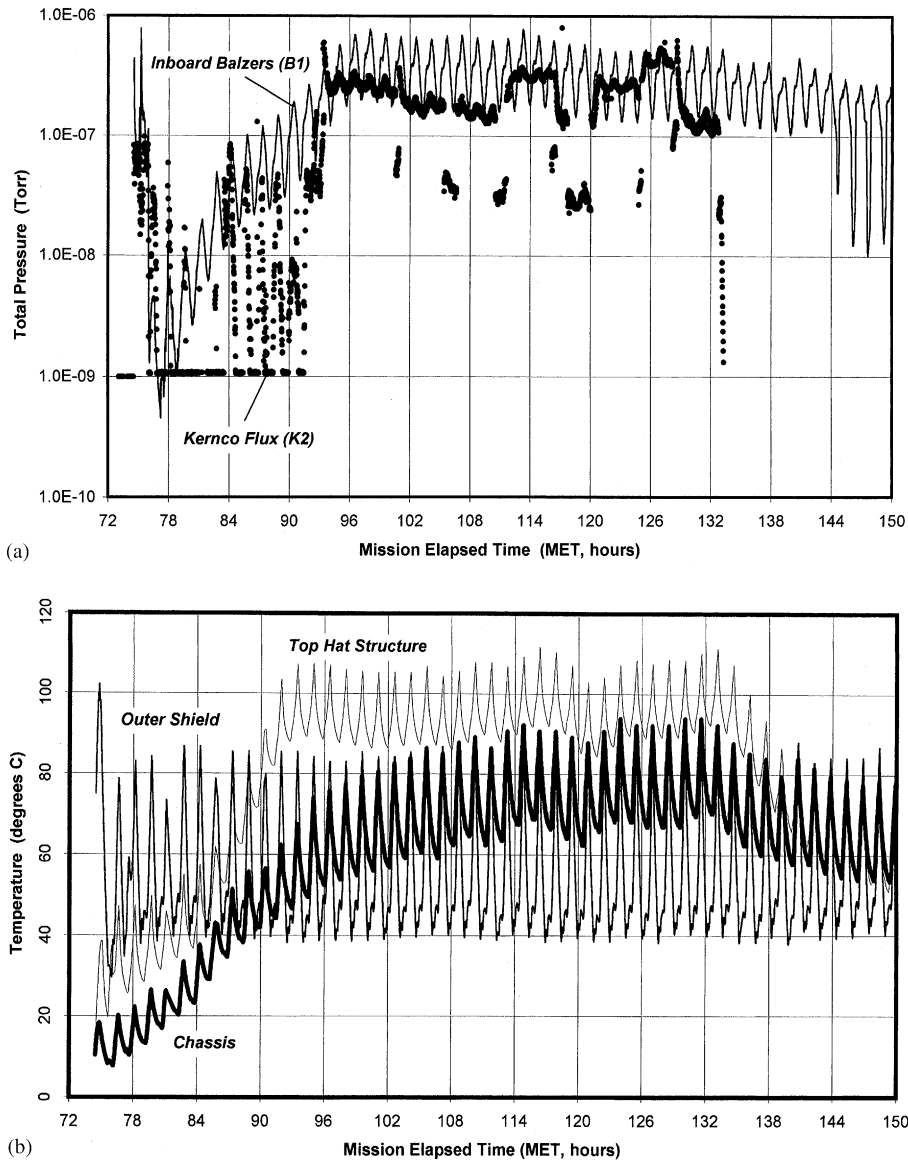 1.0E-06
Inboard Balzers (B1)
1.0E-07
Total Pressure (Torr)
1.0E-08
1.0E-09
Kernco Flux (K2)
1.0E-10
72 78 84 90 96 102 108 114 120 126 132 138 144 150
(a)
Mission Elapsed Time (MET, hours)
120
Top Hat Structure
100
Outer Shield
80
Temperature (degrees C)
60
40
20
Chassis
0
72 78 84 90 96 102 108 114 120 126 132 138 144 150
(b)
Mission Elapsed Time (MET, hours)